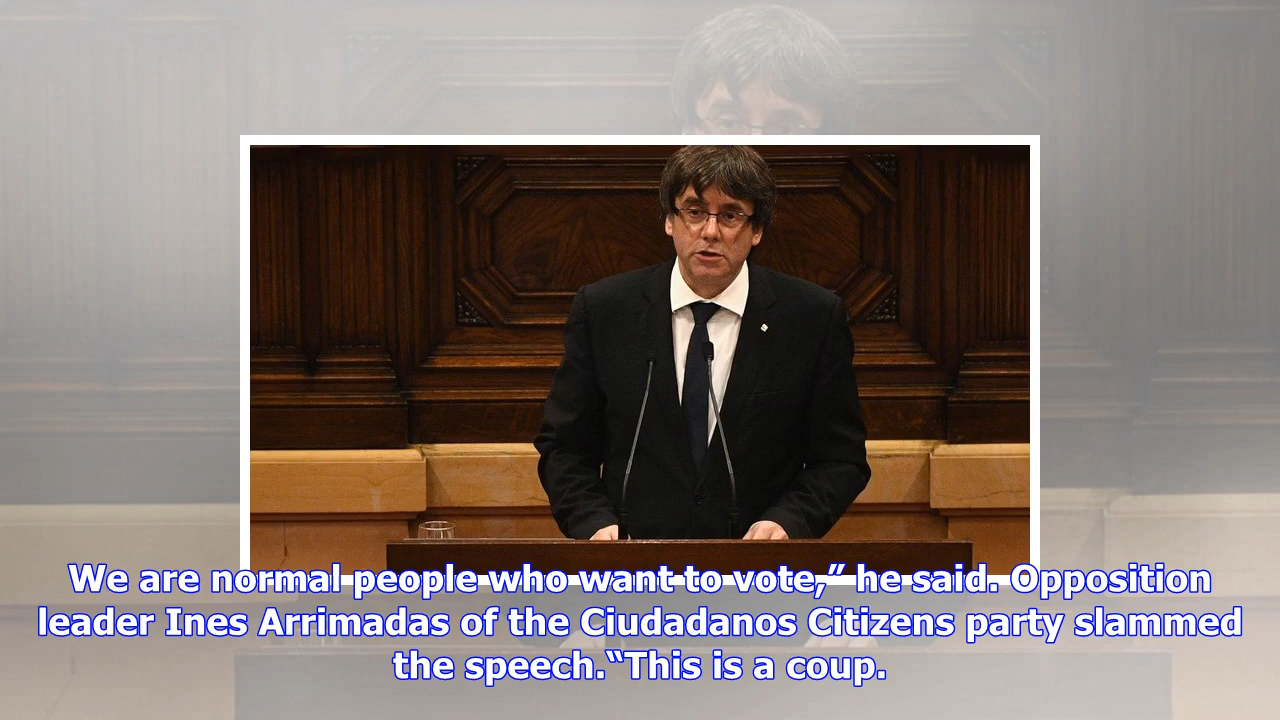 We are normal people who want to vote,” he said. Opposition
leader Ines Arrimadas of the Ciudadanos Citizens party slammed
the speech.“This is a coup.